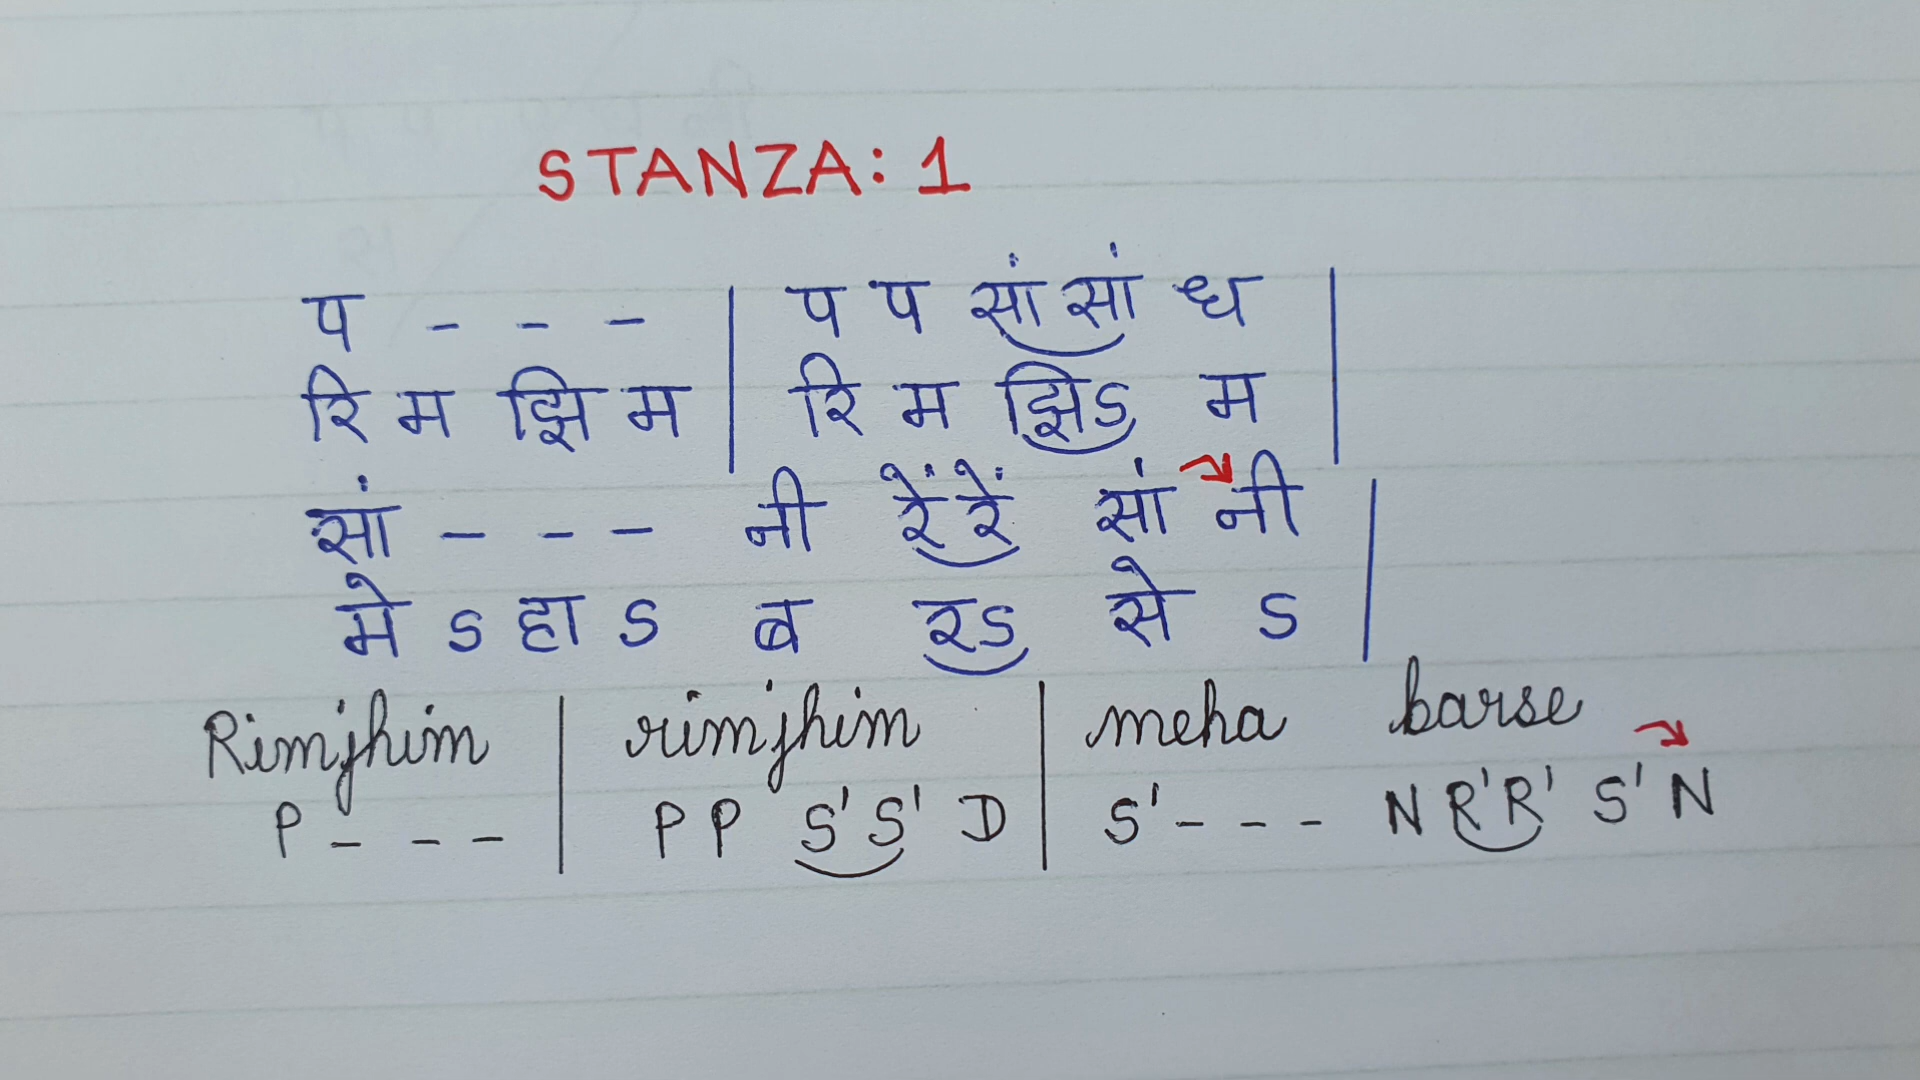 STANZA: 1
प - - - | प प सां सां ध |
रि म झि म | रि म झिऽ म |
सां - - - नी रें रें सां नी |
मे ऽ हा ऽ ब रऽ से ऽ |
Rimjhim | rimjhim | meha barse
P - - - | P P S' S' D | S' - - - N R' R' S' N